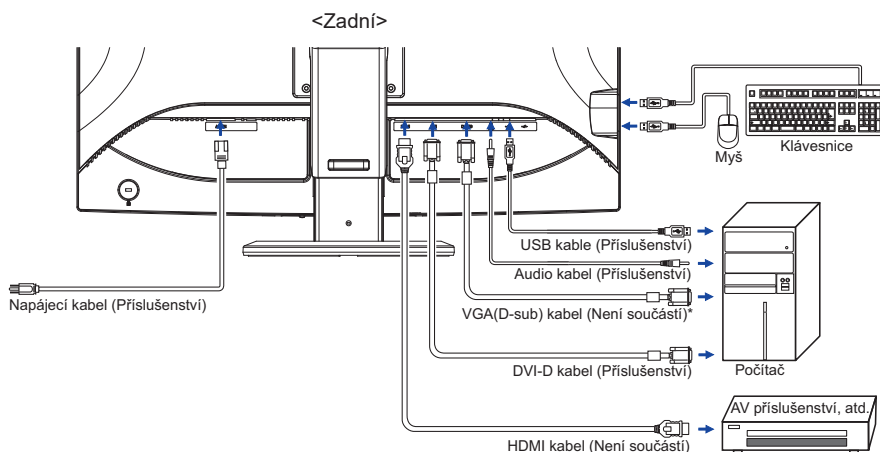 <Zadní>
Myš
Klávesnice
USB kable (Příslušenství)
Audio kabel (Příslušenství)
Napájecí kabel (Příslušenství)
VGA(D-sub) kabel (Není součástí)*
DVI-D kabel (Příslušenství)
Počítač
AV příslušenství, atd.
HDMI kabel (Není součástí)